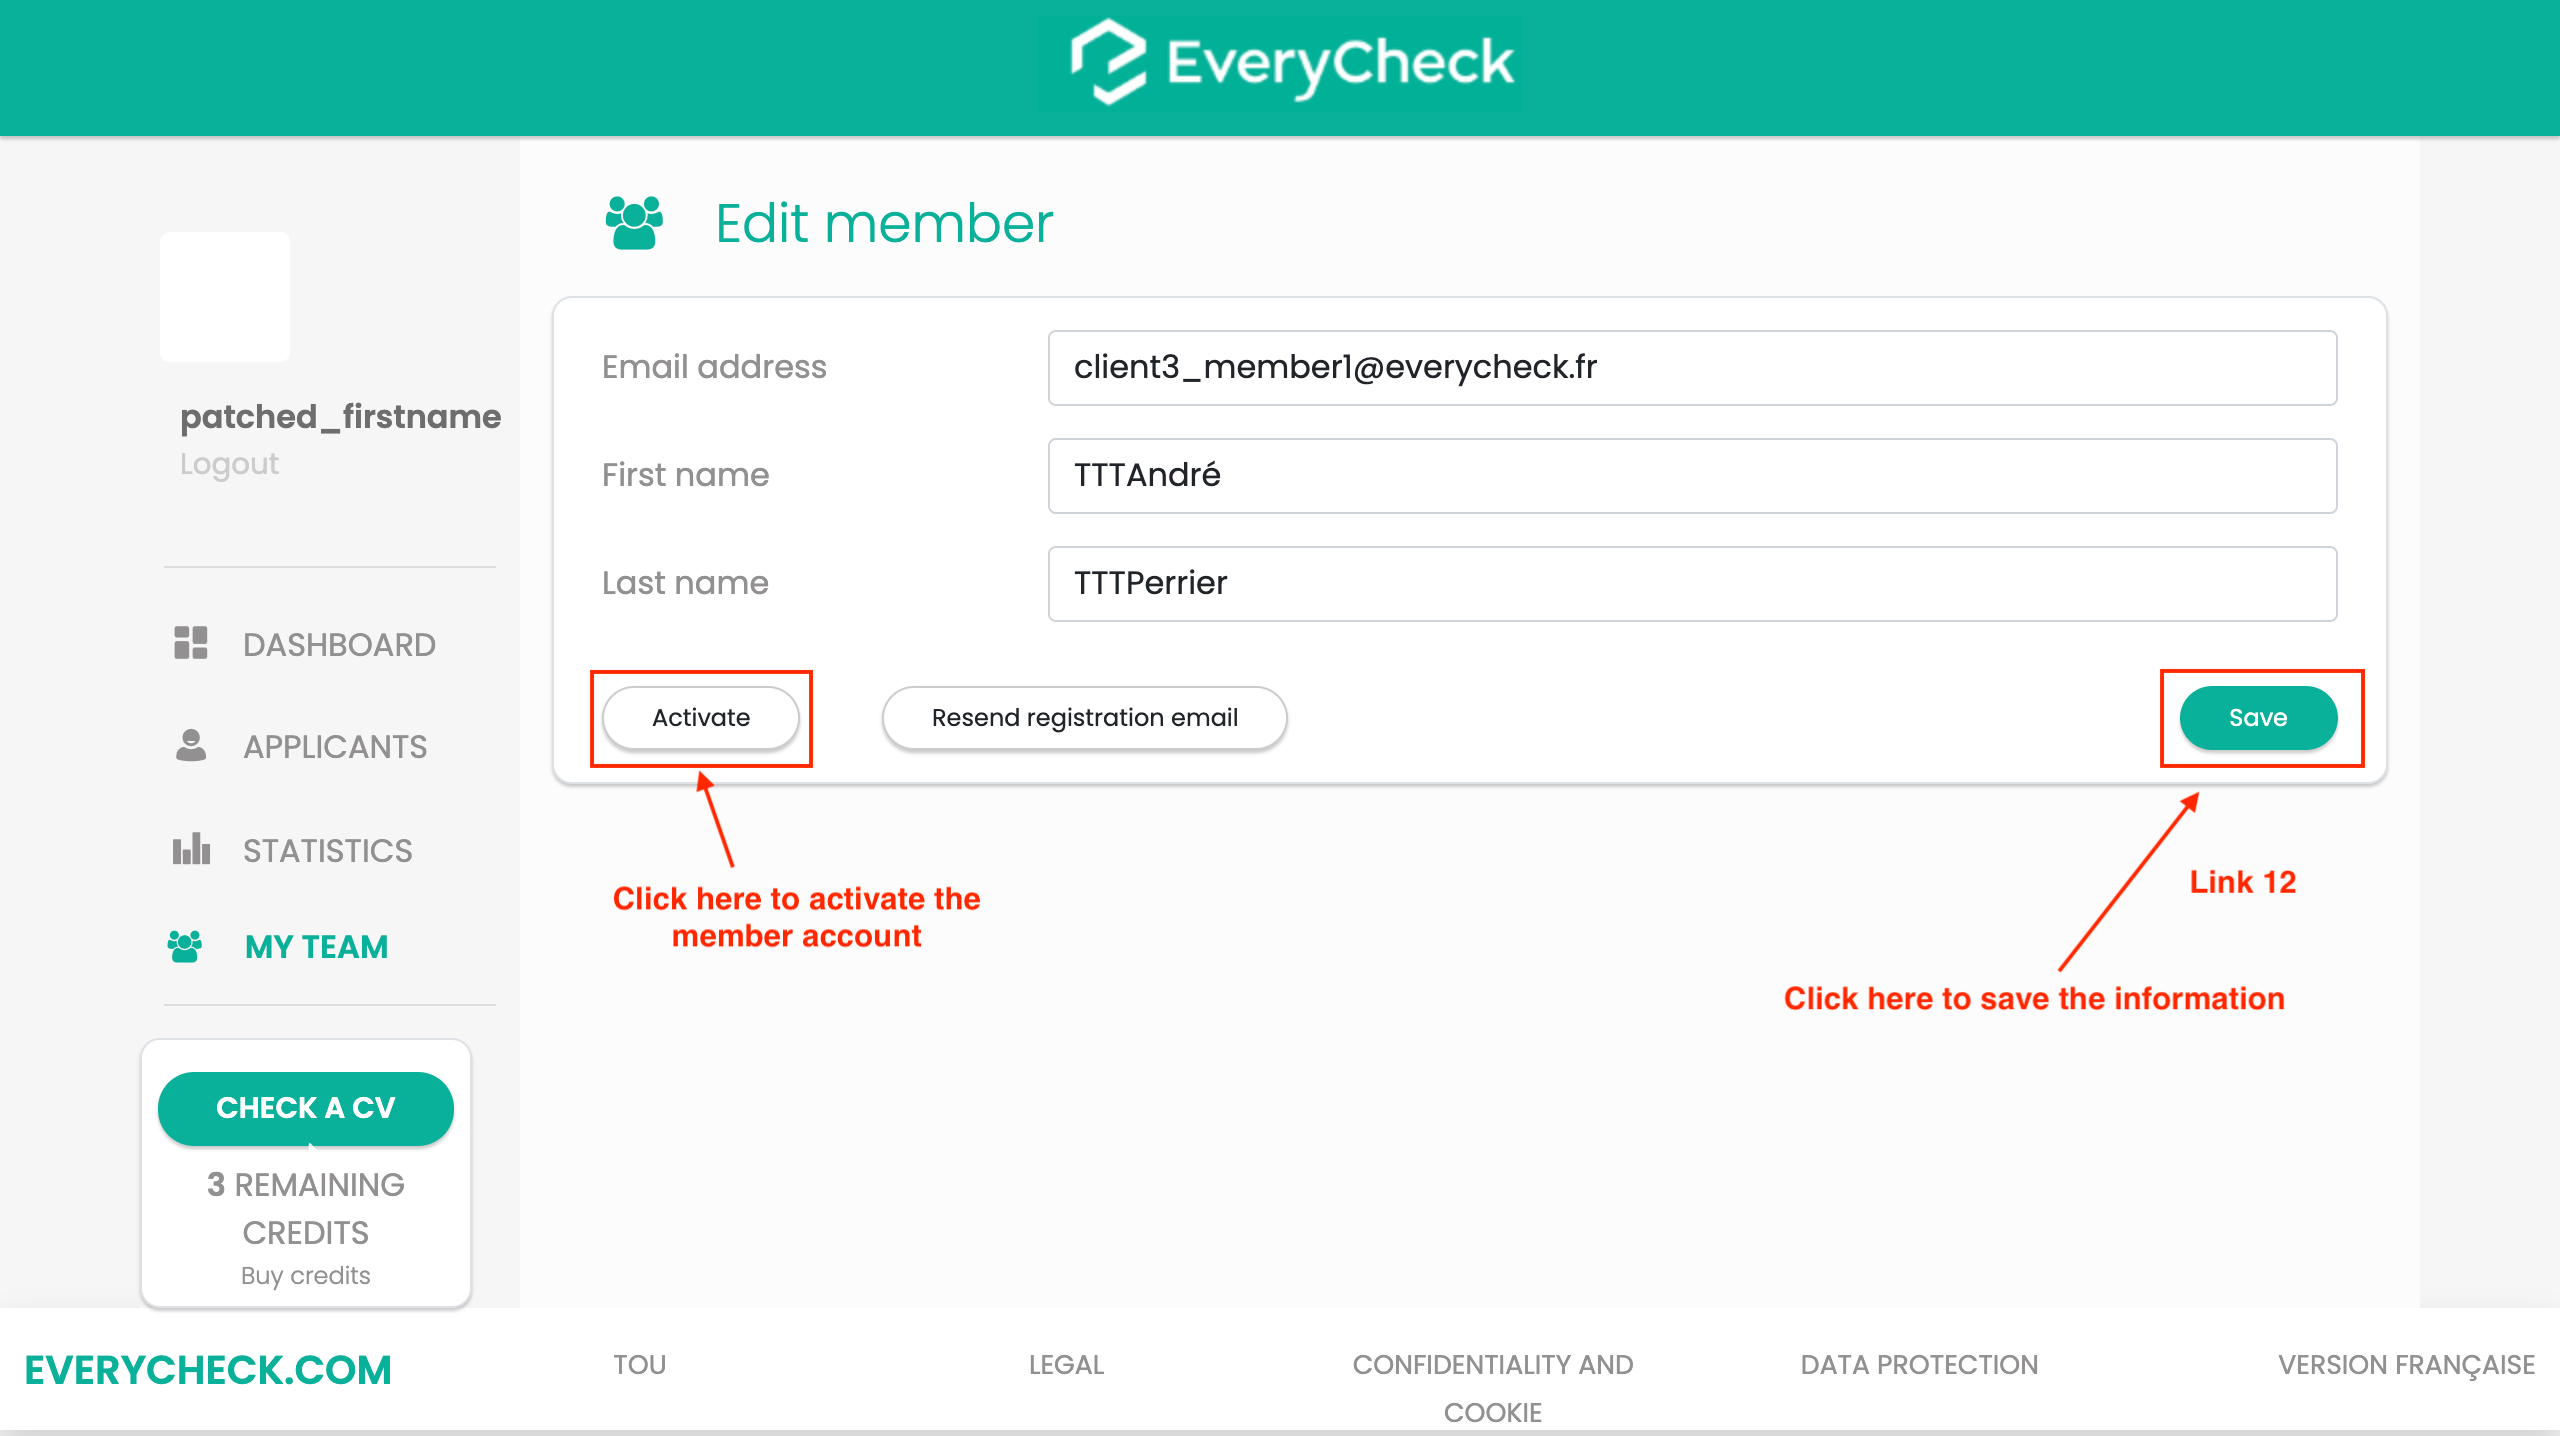 EveryCheck
patched_firstname
Logout
DASHBOARD
APPLICANTS
STATISTICS
MY TEAM
CHECK A CV
3 REMAINING
CREDITS
Buy credits
Edit member
Email address
client3_member1@everycheck.fr
First name
TTTAndré
Last name
TTTPerrier
Activate
Resend registration email
Save
Click here to activate the
member account
Link 12
Click here to save the information
EVERYCHECK.COM
TOU
LEGAL
CONFIDENTIALITY AND
COOKIE
DATA PROTECTION
VERSION FRANÇAISE